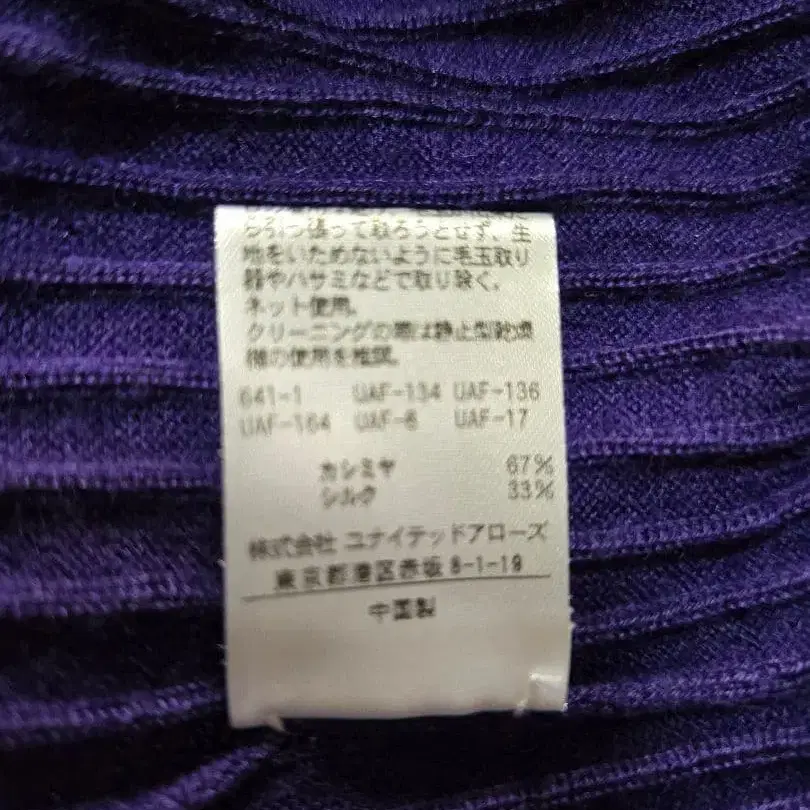 ら引っ張って取ろうとせず、生
地をいためないように毛玉取り
器やハサミなどで取り除く。
ネット使用。
クリーニングの際は静止型乾燥
機の使用を推奨。
641-1 UAF-134 UAF-136
UAF-164 UAF-6 UAF-17
カシミヤ 67%
シルク 33%
株式会社 ユナイテッドアローズ
東京都港区赤坂 8-1-19
中国製